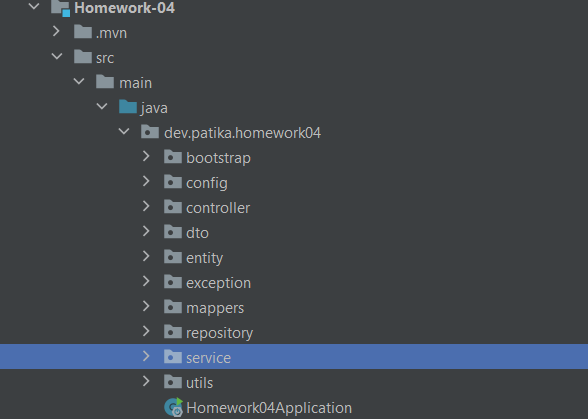 Homework-04
.mvn
src
main
java
dev.patika.homework04
bootstrap
config
controller
dto
entity
exception
mappers
repository
service
utils
Homework04Application